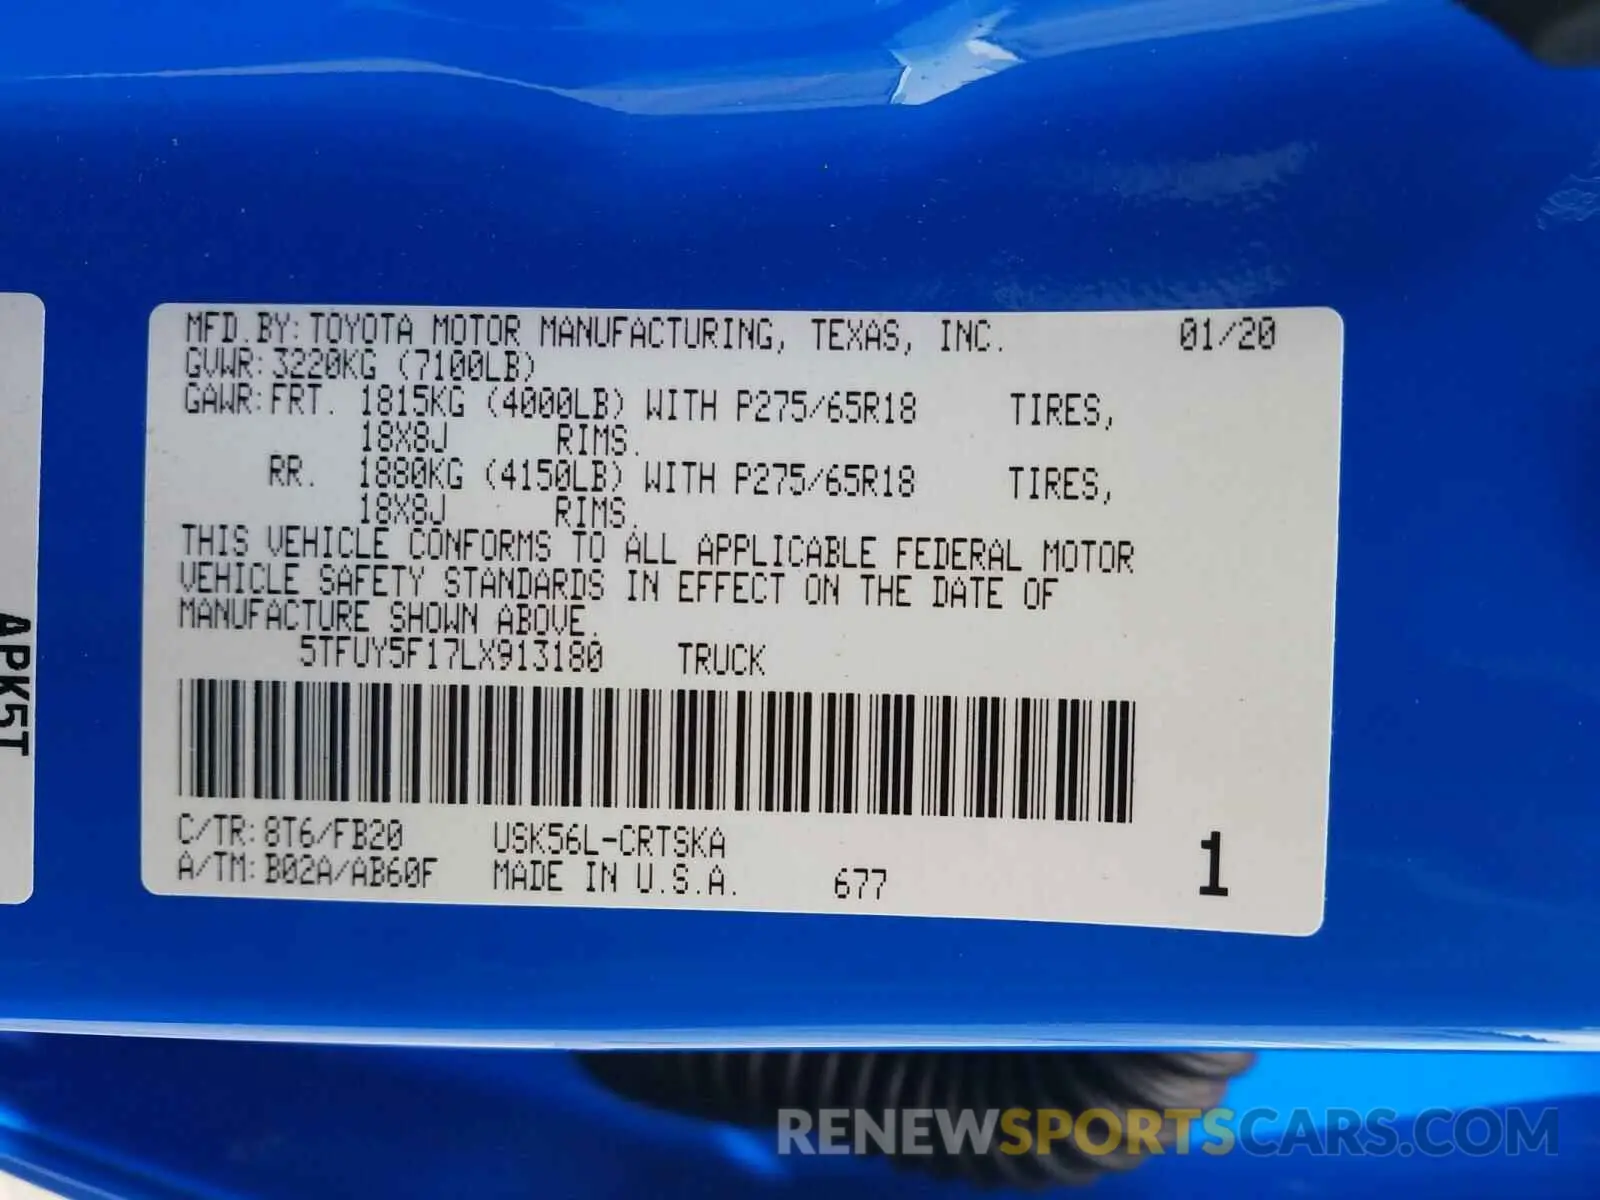 MFD.BY: TOYOTA MOTOR MANUFACTURING, TEXAS, INC. 01/20
GVWR: 3220KG (7100LB)
GAWR: FRT. 1815KG (4000LB) WITH P275/65R18 TIRES,
18X8J RIMS.
RR. 1880KG (4150LB) WITH P275/65R18 TIRES,
18X8J RIMS.
THIS VEHICLE CONFORMS TO ALL APPLICABLE FEDERAL MOTOR
VEHICLE SAFETY STANDARDS IN EFFECT ON THE DATE OF
MANUFACTURE SHOWN ABOVE.
5TFUY5F17LX913180 TRUCK
C/TR: 8T6/FB20 USK56L-CRTSKA
A/TM: B02A/AB60F MADE IN U.S.A. 677
1
APK5T
RENEWSPORTSCARS.COM